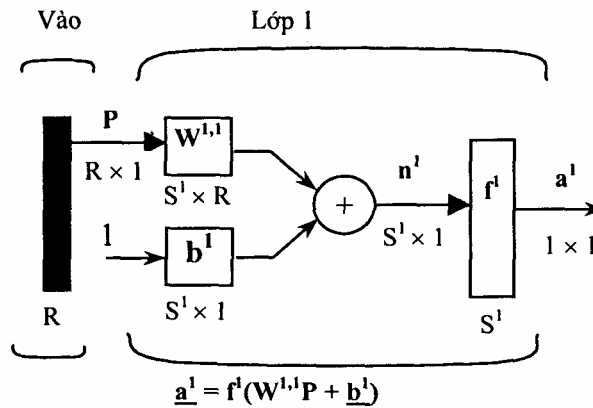 Vào
Lớp 1
P
R × 1
W¹,¹
S¹ × R
1
b¹
S¹ × 1
+
n¹
S¹ × 1
f¹
a¹
1 × 1
R
S¹
a¹ = f¹(W¹,¹P + b¹)